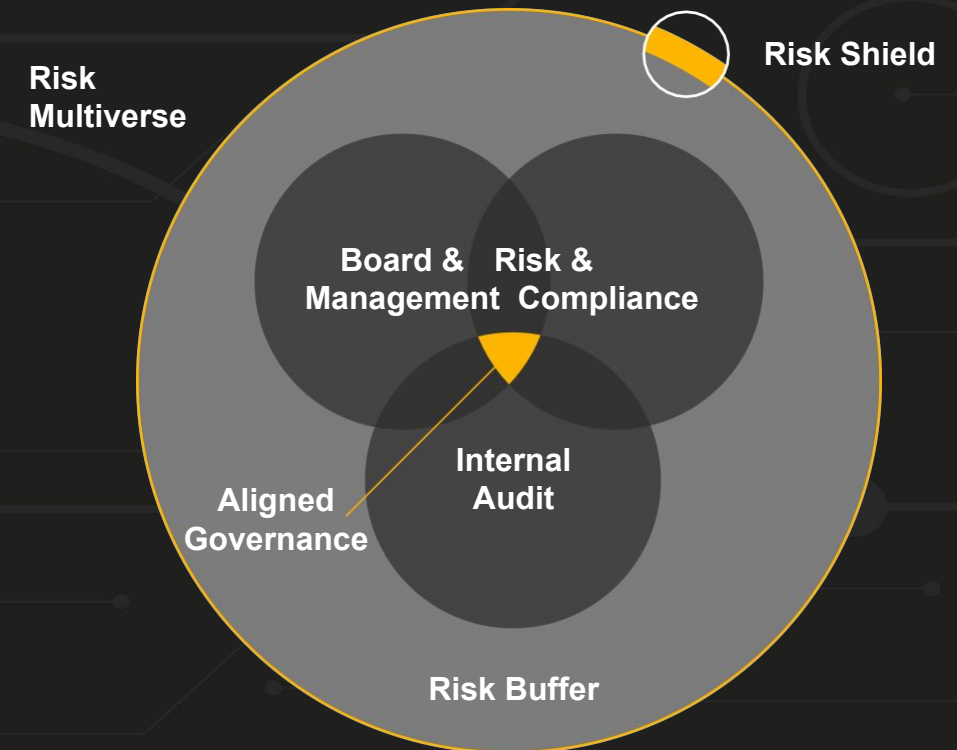 Risk Shield
Risk
Multiverse
Board &
Management
Risk &
Compliance
Internal
Audit
Aligned
Governance
Risk Buffer